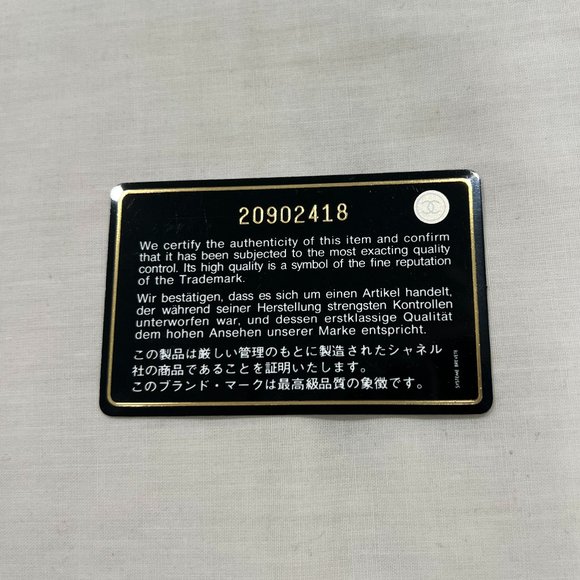 20902418
We certify the authenticity of this item and confirm
that it has been subjected to the most exacting quality
control. Its high quality is a symbol of the fine reputation
of the Trademark.
Wir bestätigen, dass es sich um einen Artikel handelt,
der während seiner Herstellung strengsten Kontrollen
unterworfen war, und dessen erstklassige Qualität
dem hohen Ansehen unserer Marke entspricht.
この製品は厳しい管理のもとに製造されたシャネル
社の商品であることを証明いたします。
このブランド・マークは最高級品質の象徴です。
SYSTEME